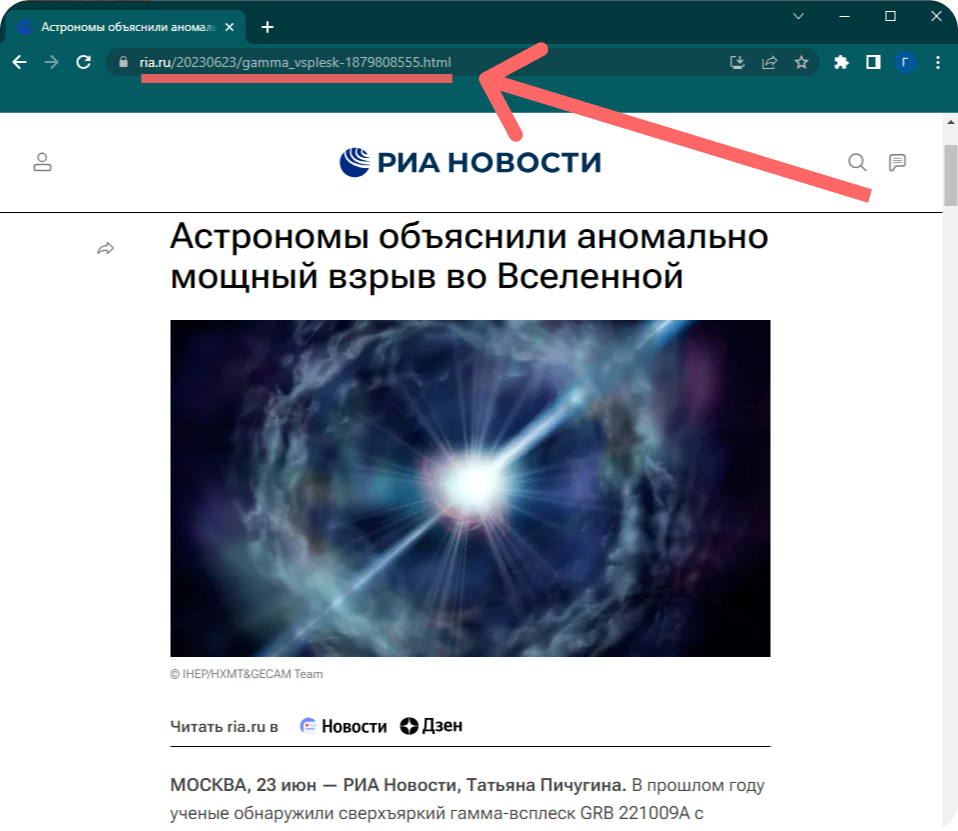 Астрономы объяснили аномаль
ria.ru/20230623/gamma_vsplesk-1879808555.html
Г
РИА НОВОСТИ
Астрономы объяснили аномально
мощный взрыв во Вселенной
© IHEP/HXMT&GECAM Team
Читать ria.ru в Новости Дзен
МОСКВА, 23 июн — РИА Новости, Татьяна Пичугина. В прошлом году
ученые обнаружили сверхъяркий гамма-всплеск GRB 221009A с